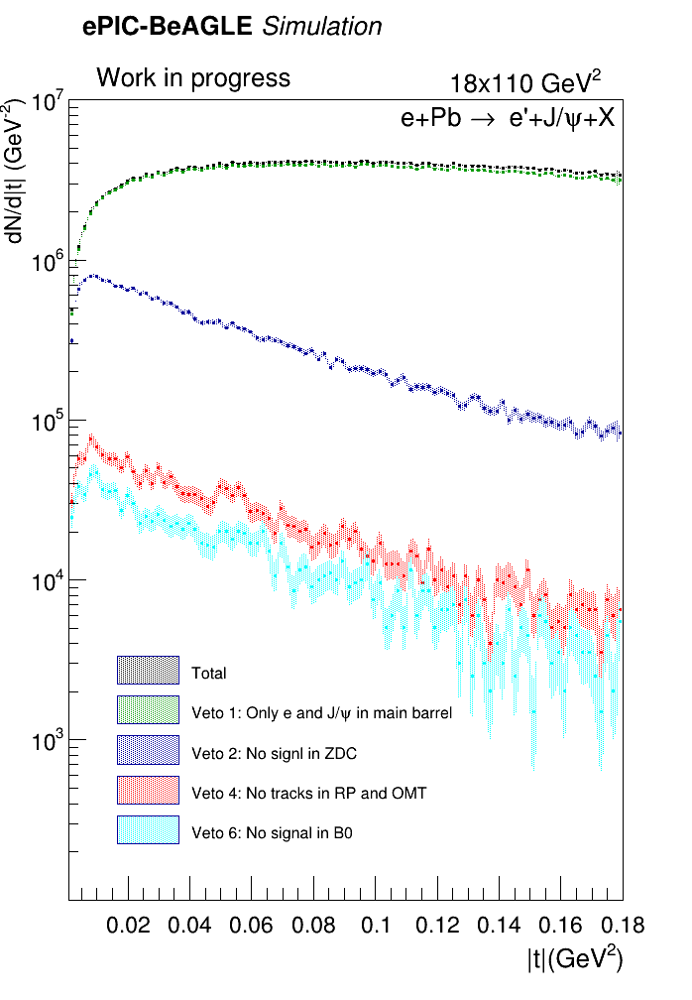 ePIC-BeAGLE Simulation
Work in progress
18x110 GeV²
e+Pb → e'+J/ψ+X
dN/d|t| (GeV⁻²)
10⁷
10⁶
10⁵
10⁴
10³
Total
Veto 1: Only e and J/ψ in main barrel
Veto 2: No signl in ZDC
Veto 4: No tracks in RP and OMT
Veto 6: No signal in B0
0.02 0.04 0.06 0.08 0.1 0.12 0.14 0.16 0.18
|t|(GeV²)